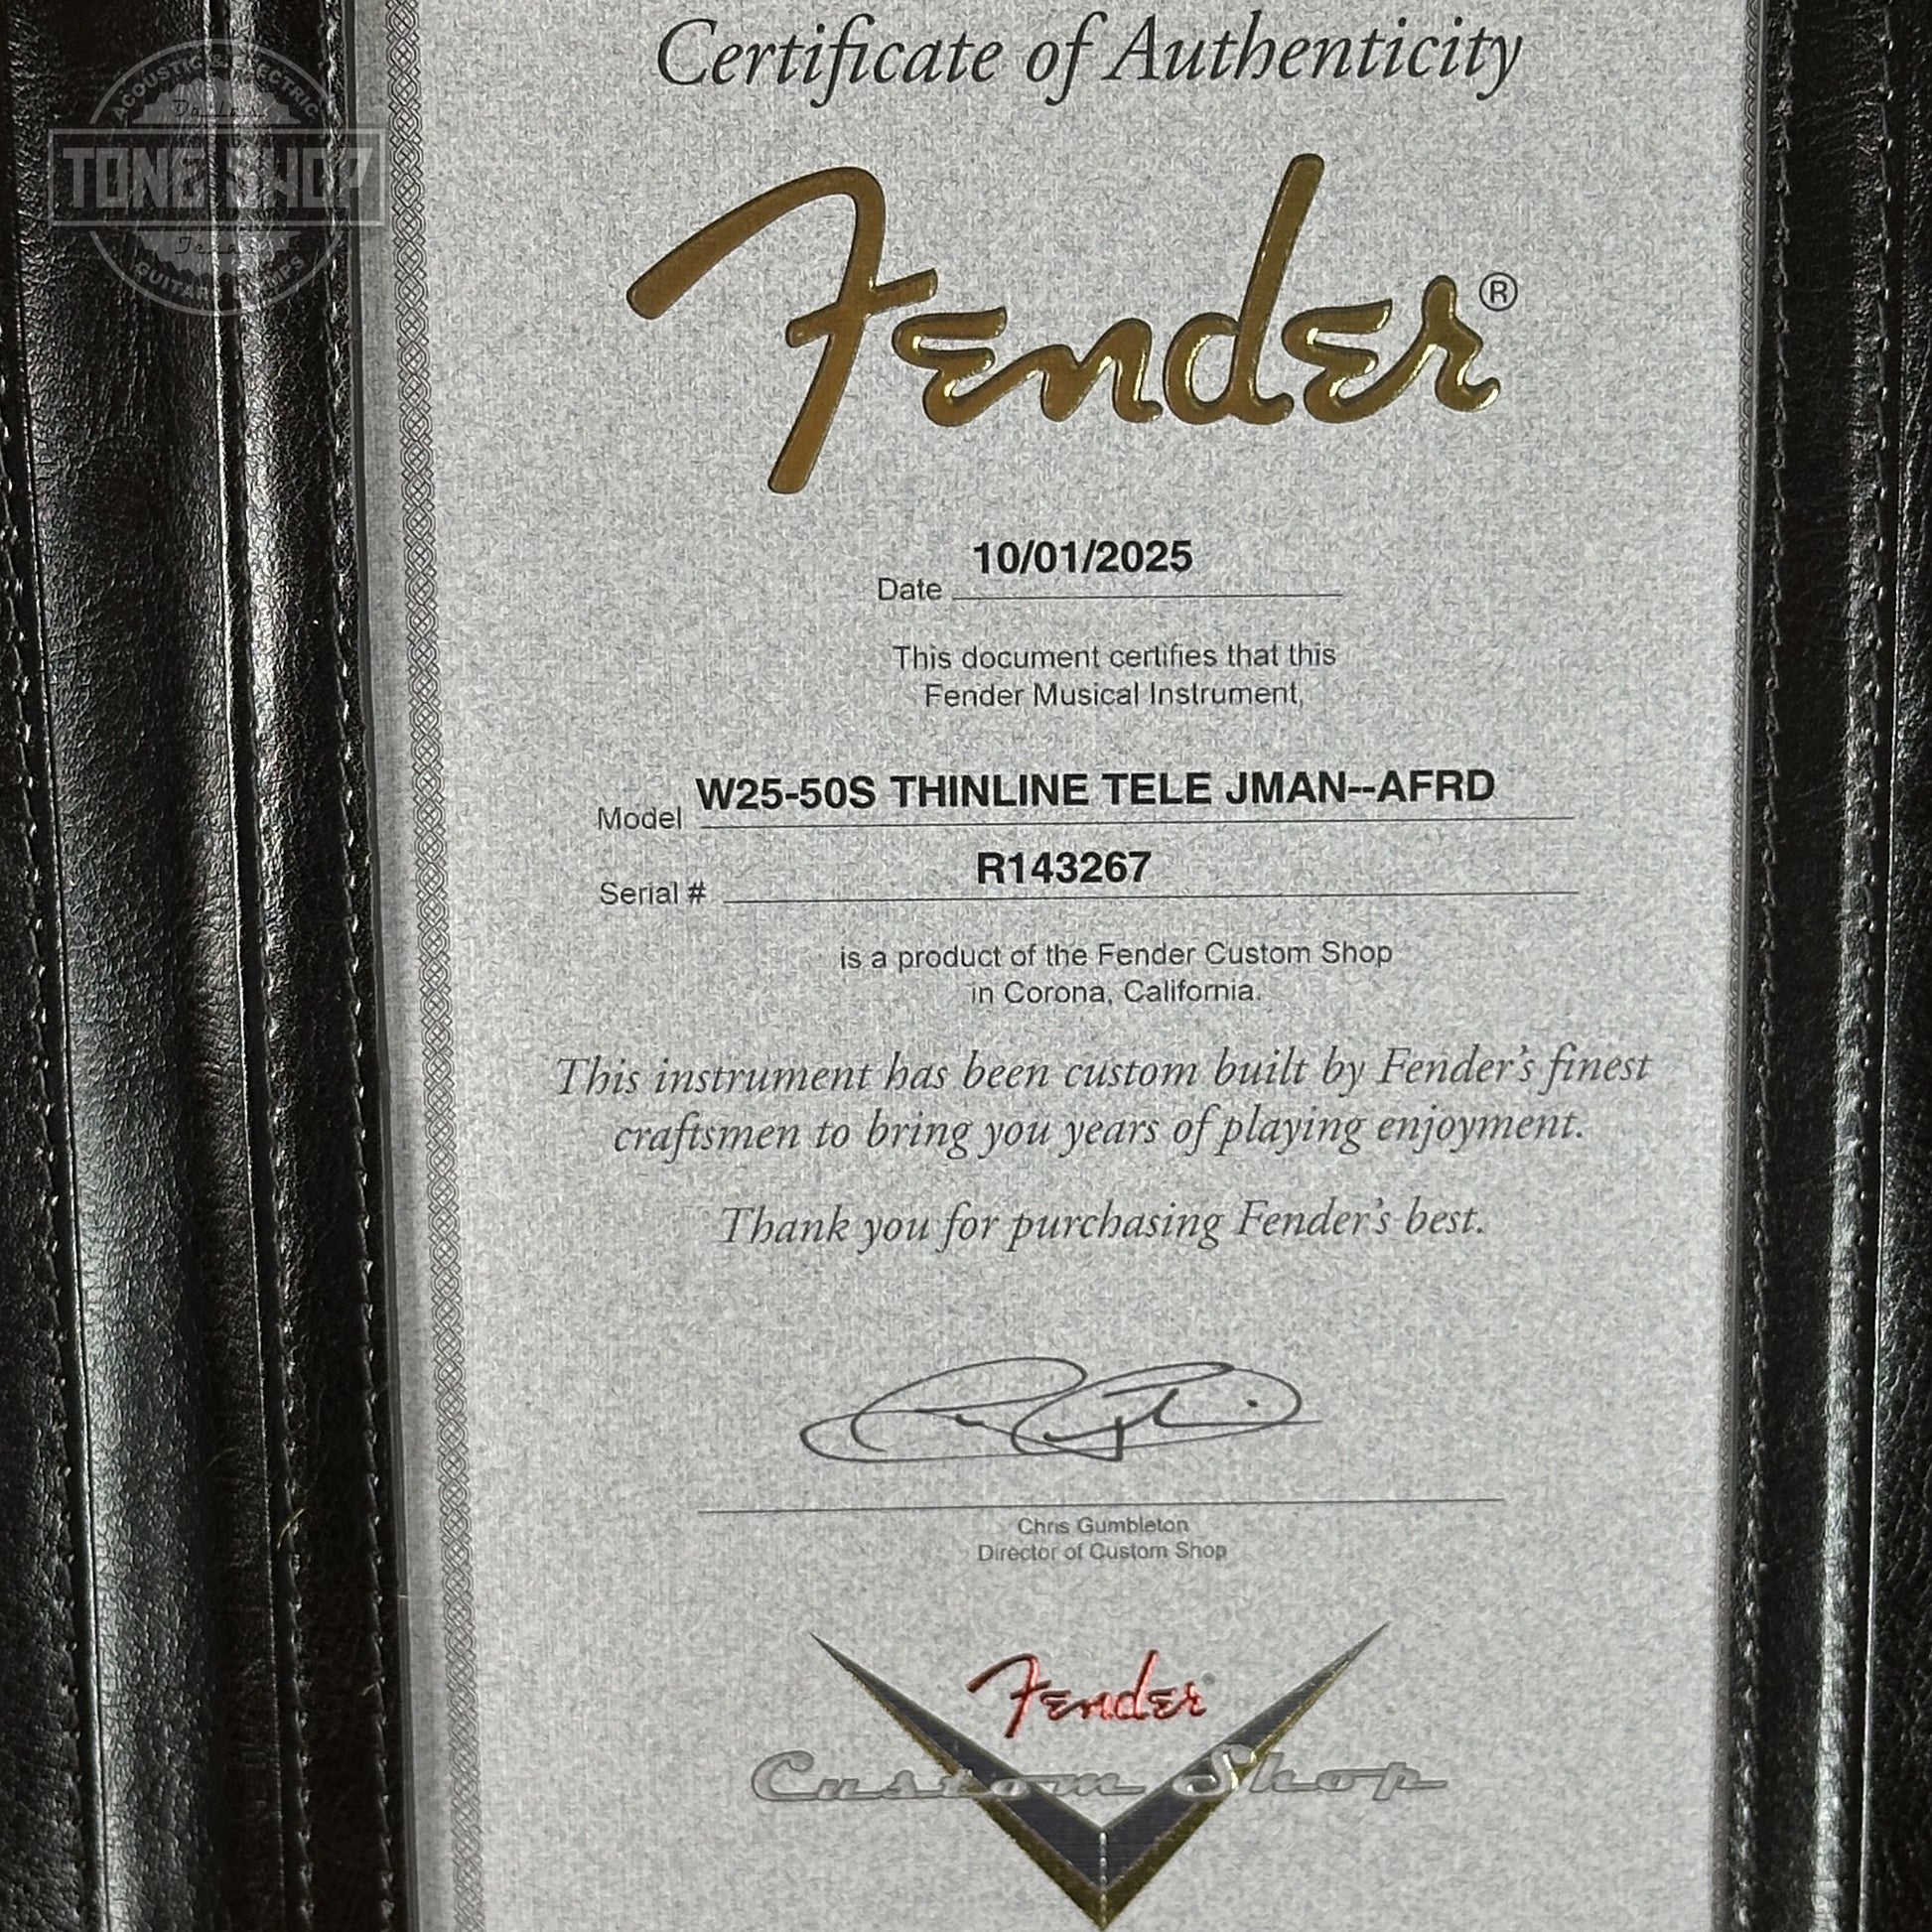 Certificate of Authenticity
ACOUSTIC & ELECTRIC
TONE SHOP
Texas
Fender®
10/01/2025
Date
This document certifies that this
Fender Musical Instrument,
W25-50S THINLINE TELE JMAN--AFRD
Model
R143267
Serial #
is a product of the Fender Custom Shop
in Corona, California.
This instrument has been custom built by Fender's finest
craftsmen to bring you years of playing enjoyment.
Thank you for purchasing Fender's best.
Chris Gumbleton
Director of Custom Shop
Fender
Custom Shop